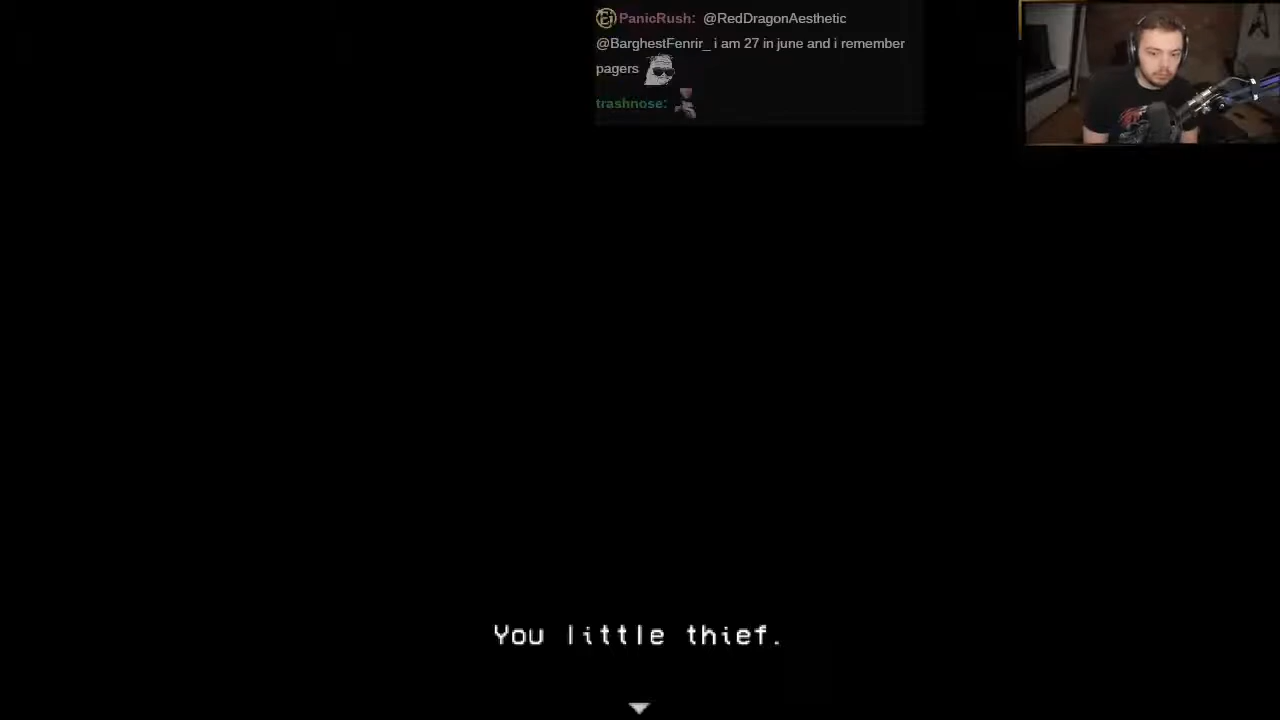 PanicRush: @RedDragonAesthetic
@BarghestFenrir_ i am 27 in june and i remember
pagers
trashnose:
You little thief.